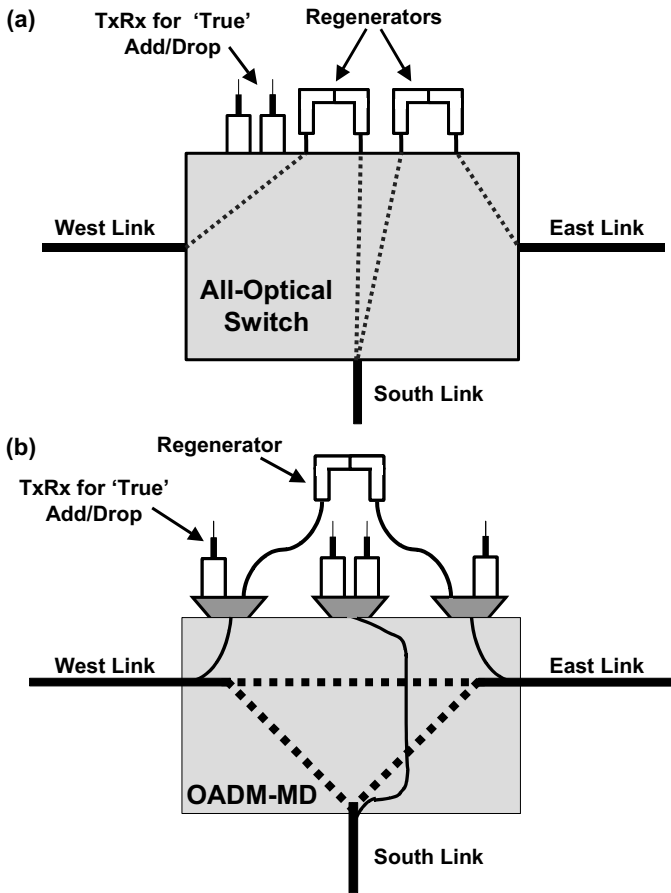 (a)
TxRx for ‘True’
Add/Drop
Regenerators
West Link
East Link
All-Optical
Switch
South Link
(b)
Regenerator
TxRx for ‘True’
Add/Drop
West Link
East Link
OADM-MD
South Link